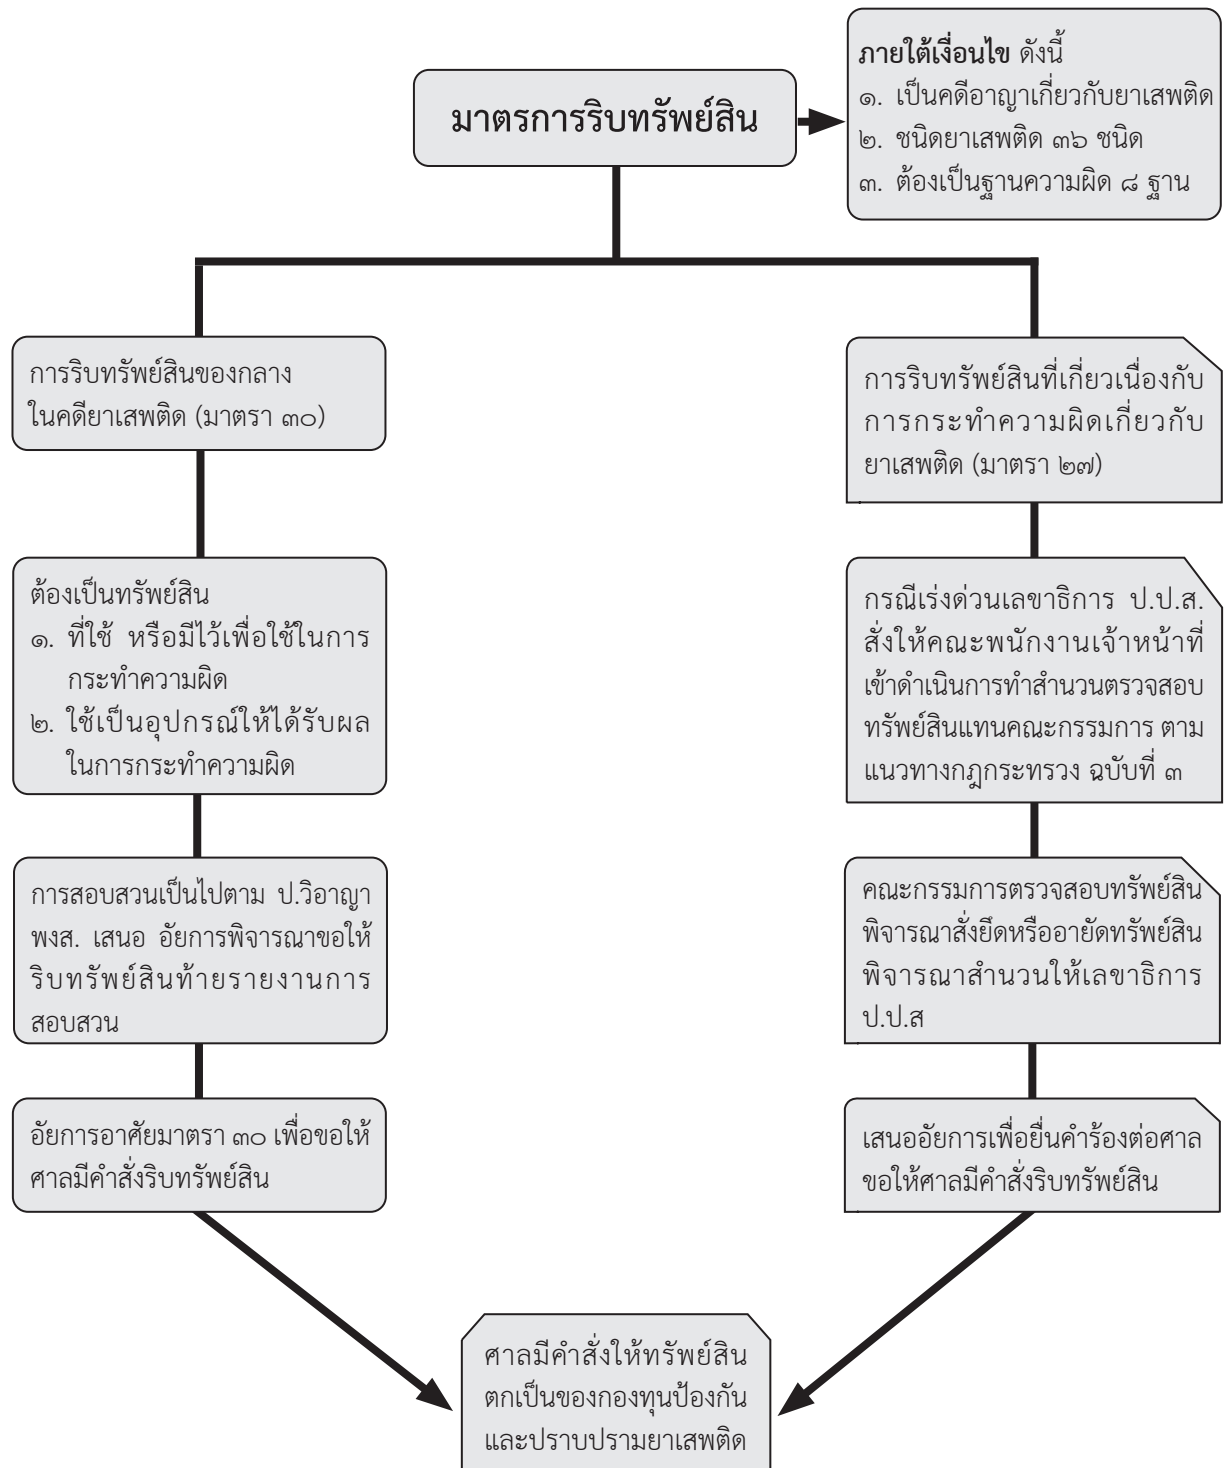 มาตรการริบทรัพย์สิน
ภายใต้เงื่อนไข ดังนี้
๑. เป็นคดีอาญาเกี่ยวกับยาเสพติด
๒. ชนิดยาเสพติด ๓๖ ชนิด
๓. ต้องเป็นฐานความผิด ๘ ฐาน
การริบทรัพย์สินของกลาง
ในคดียาเสพติด (มาตรา ๓๐)
ต้องเป็นทรัพย์สิน
๑. ที่ใช้ หรือมีไว้เพื่อใช้ในการ
กระทำความผิด
๒. ใช้เป็นอุปกรณ์ให้ได้รับผล
ในการกระทำความผิด
การสอบสวนเป็นไปตาม ป.วิอาญา
พงส. เสนอ อัยการพิจารณาขอให้
ริบทรัพย์สินท้ายรายงานการ
สอบสวน
อัยการอาศัยมาตรา ๓๐ เพื่อขอให้
ศาลมีคำสั่งริบทรัพย์สิน
การริบทรัพย์สินที่เกี่ยวเนื่องกับ
การกระทำความผิดเกี่ยวกับ
ยาเสพติด (มาตรา ๒๗)
กรณีเร่งด่วนเลขาธิการ ป.ป.ส.
สั่งให้คณะพนักงานเจ้าหน้าที่
เข้าดำเนินการทำสำนวนตรวจสอบ
ทรัพย์สินแทนคณะกรรมการ ตาม
แนวทางกฎกระทรวง ฉบับที่ ๓
คณะกรรมการตรวจสอบทรัพย์สิน
พิจารณาสั่งยึดหรืออายัดทรัพย์สิน
พิจารณาสำนวนให้เลขาธิการ
ป.ป.ส
เสนออัยการเพื่อยื่นคำร้องต่อศาล
ขอให้ศาลมีคำสั่งริบทรัพย์สิน
ศาลมีคำสั่งให้ทรัพย์สิน
ตกเป็นของกองทุนป้องกัน
และปราบปรามยาเสพติด